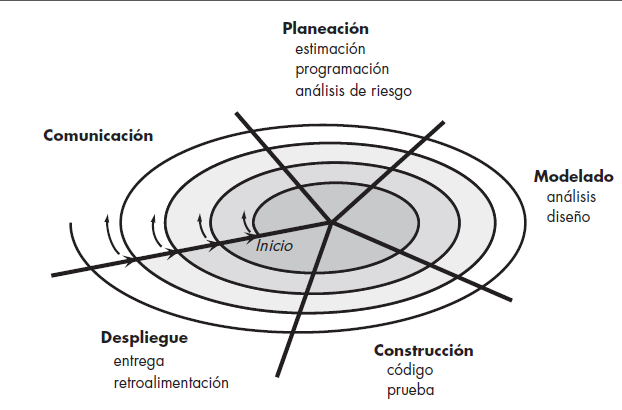 Planeación
estimación
programación
análisis de riesgo
Comunicación
Modelado
análisis
diseño
Inicio
Despliegue
entrega
retroalimentación
Construcción
código
prueba